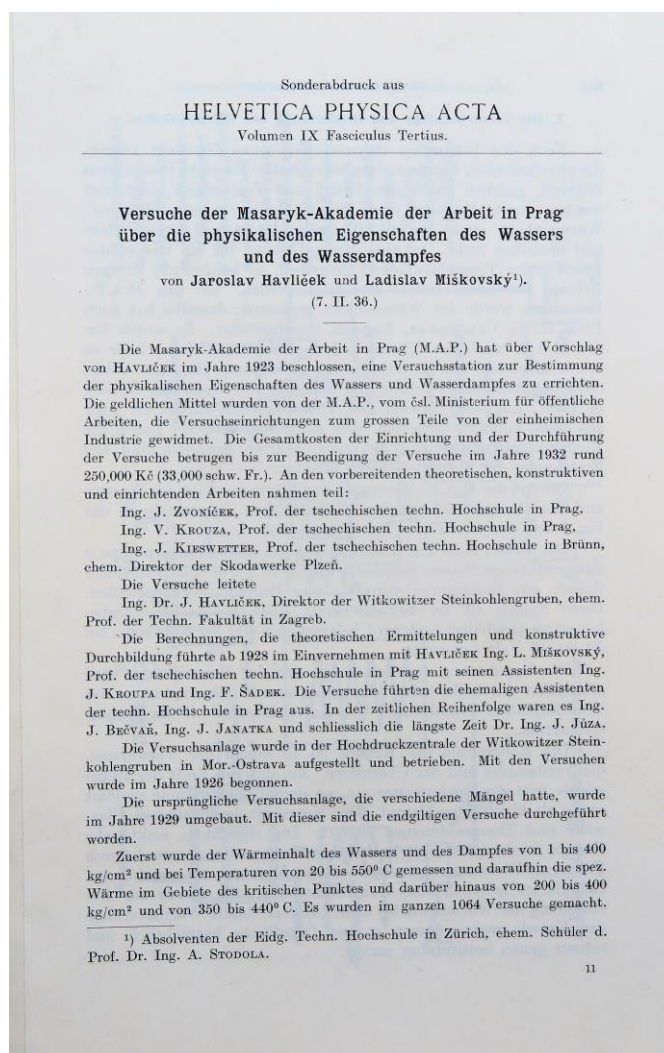 Sonderabdruck aus
HELVETICA PHYSICA ACTA
Volumen IX Fasciculus Tertius.
Versuche der Masaryk-Akademie der Arbeit in Prag
über die physikalischen Eigenschaften des Wassers
und des Wasserdampfes
von Jaroslav Havlíček und Ladislav Miškovský¹).
(7. II. 36.)
Die Masaryk-Akademie der Arbeit in Prag (M.A.P.) hat über Vorschlag
von HAVLIČEK im Jahre 1923 beschlossen, eine Versuchsstation zur Bestimmung
der physikalischen Eigenschaften des Wassers und Wasserdampfes zu errichten.
Die geldlichen Mittel wurden von der M.A.P., vom čsl. Ministerium für öffentliche
Arbeiten, die Versuchseinrichtungen zum grossen Teile von der einheimischen
Industrie gewidmet. Die Gesamtkosten der Einrichtung und der Durchführung
der Versuche betrugen bis zur Beendigung der Versuche im Jahre 1932 rund
250,000 Kč (33,000 schw. Fr.). An den vorbereitenden theoretischen, konstruktiven
und einrichtenden Arbeiten nahmen teil:
Ing. J. ZVONÍČEK, Prof. der tschechischen techn. Hochschule in Prag,
Ing. V. KROUZA, Prof. der tschechischen techn. Hochschule in Prag,
Ing. J. KIESWETTER, Prof. der tschechischen techn. Hochschule in Brünn,
ehem. Direktor der Skodawerke Plzeň.
Die Versuche leitete
Ing. Dr. J. HAVLIČEK, Direktor der Witkowitzer Steinkohlengruben, ehem.
Prof. der Techn. Fakultät in Zagreb.
Die Berechnungen, die theoretischen Ermittelungen und konstruktive
Durchbildung führte ab 1928 im Einvernehmen mit HAVLIČEK Ing. L. MIŠKOVSKÝ,
Prof. der tschechischen techn. Hochschule in Prag mit seinen Assistenten Ing.
J. KROUPA und Ing. F. ŠADEK. Die Versuche führten die ehemaligen Assistenten
der techn. Hochschule in Prag aus. In der zeitlichen Reihenfolge waren es Ing.
J. BEČVAŘ, Ing. J. JANATKA und schliesslich die längste Zeit Dr. Ing. J. JŮZA.
Die Versuchsanlage wurde in der Hochdruckzentrale der Witkowitzer Stein-
kohlengruben in Mor.-Ostrava aufgestellt und betrieben. Mit den Versuchen
wurde im Jahre 1926 begonnen.
Die ursprüngliche Versuchsanlage, die verschiedene Mängel hatte, wurde
im Jahre 1929 umgebaut. Mit dieser sind die endgiltigen Versuche durchgeführt
worden.
Zuerst wurde der Wärmeinhalt des Wassers und des Dampfes von 1 bis 400
kg/cm² und bei Temperaturen von 20 bis 550⁰ C gemessen und daraufhin die spez.
Wärme im Gebiete des kritischen Punktes und darüber hinaus von 200 bis 400
kg/cm² und von 350 bis 440⁰ C. Es wurden im ganzen 1064 Versuche gemacht.
¹) Absolventen der Eidg. Techn. Hochschule in Zürich, ehem. Schüler d.
Prof. Dr. Ing. A. STODOLA.
11